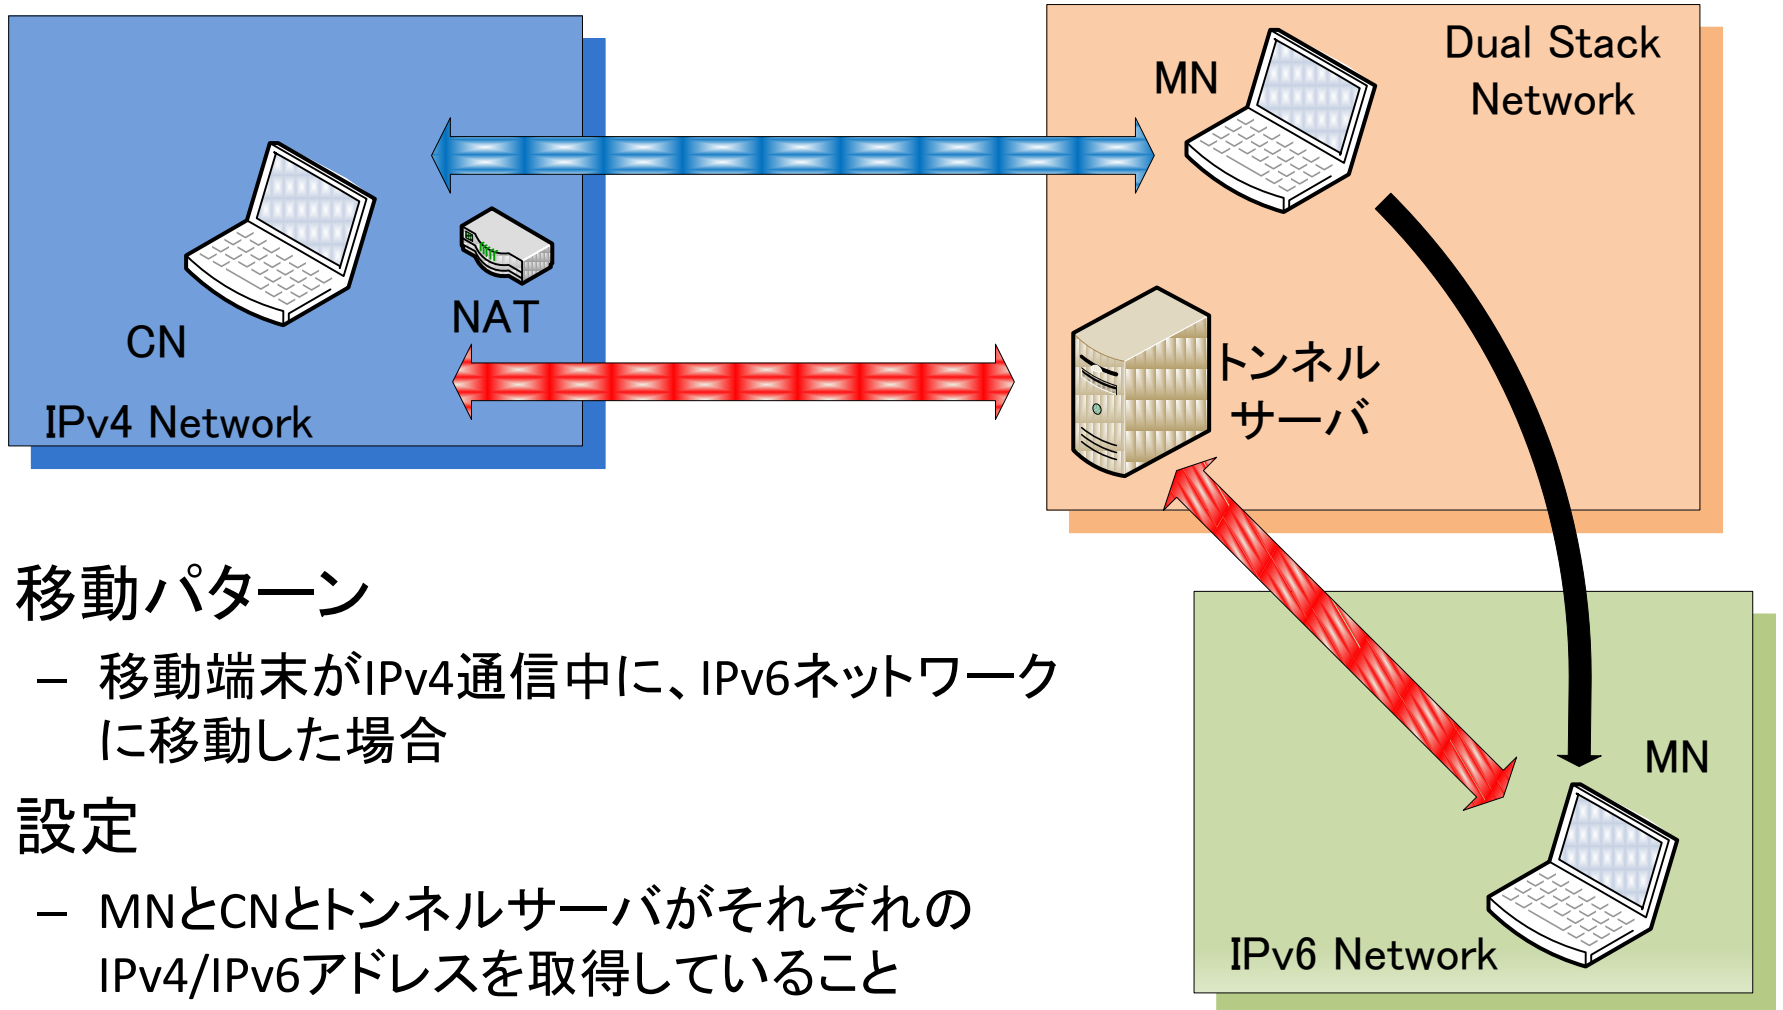 Dual Stack
Network
MN
CN
NAT
IPv4 Network
トンネル
サーバ
移動パターン
– 移動端末がIPv4通信中に、IPv6ネットワーク
に移動した場合
設定
– MNとCNとトンネルサーバがそれぞれの
IPv4/IPv6アドレスを取得していること
MN
IPv6 Network